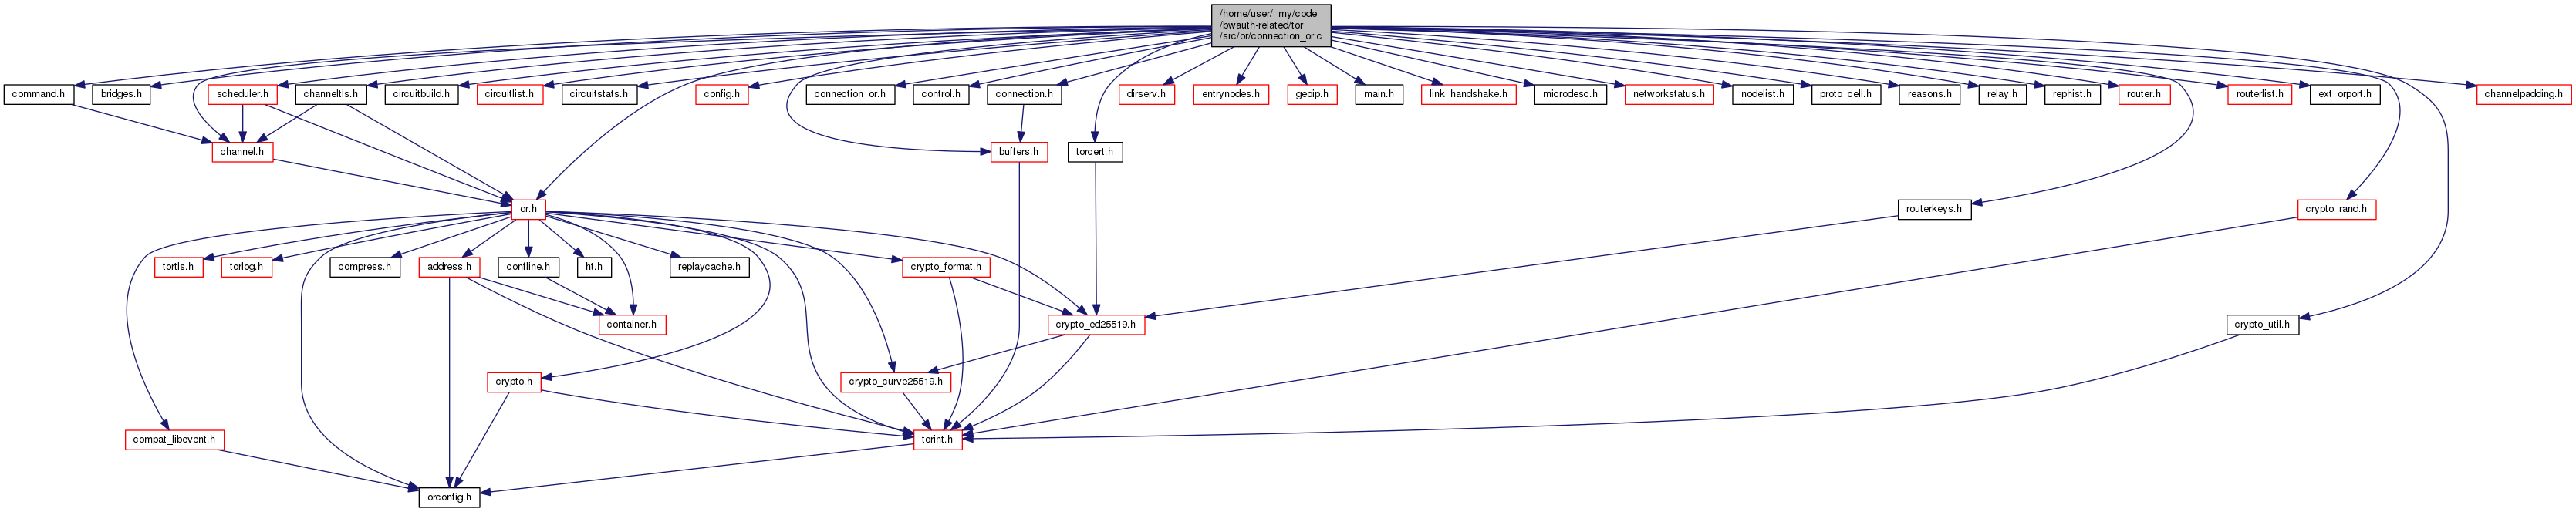 /home/user/_my/code
/bwauth-related/tor
/src/or/connection_or.c
command.h
bridges.h
scheduler.h
channeltls.h
circuitbuild.h
circuitlist.h
circuitstats.h
config.h
connection_or.h
control.h
connection.h
dirserv.h
entrynodes.h
geoip.h
main.h
link_handshake.h
microdesc.h
networkstatus.h
nodelist.h
proto_cell.h
reasons.h
relay.h
rephist.h
router.h
routerlist.h
ext_orport.h
channelpadding.h
channel.h
buffers.h
torcert.h
or.h
routerkeys.h
crypto_rand.h
tortls.h
torlog.h
compress.h
address.h
confline.h
ht.h
replaycache.h
crypto_format.h
container.h
crypto_ed25519.h
crypto_util.h
crypto.h
crypto_curve25519.h
compat_libevent.h
torint.h
orconfig.h